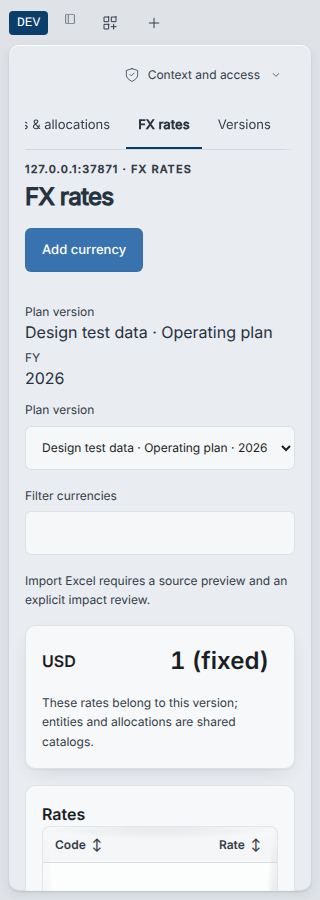 DEV
Context and access
s & allocations FX rates Versions
127.0.0.1:37871 · FX RATES
FX rates
Add currency
Plan version
Design test data · Operating plan
FY
2026
Plan version
Design test data · Operating plan · 2026
Filter currencies
Import Excel requires a source preview and an
explicit impact review.
USD 1 (fixed)
These rates belong to this version;
entities and allocations are shared
catalogs.
Rates
Code Rate